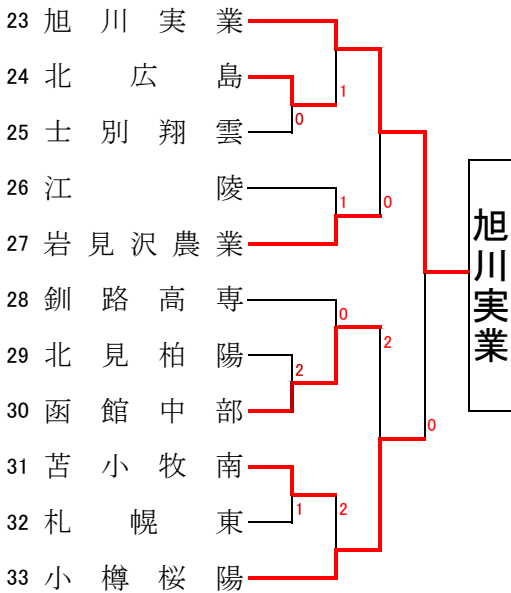 23 旭川実業
24 北広島
1
0
25 士別翔雲
26 江陵
1
0
27 岩見沢農業
旭川実業
28 釧路高専
0
29 北見柏陽
2
2
30 函館中部
0
31 苫小牧南
1
2
32 札幌東
33 小樽桜陽